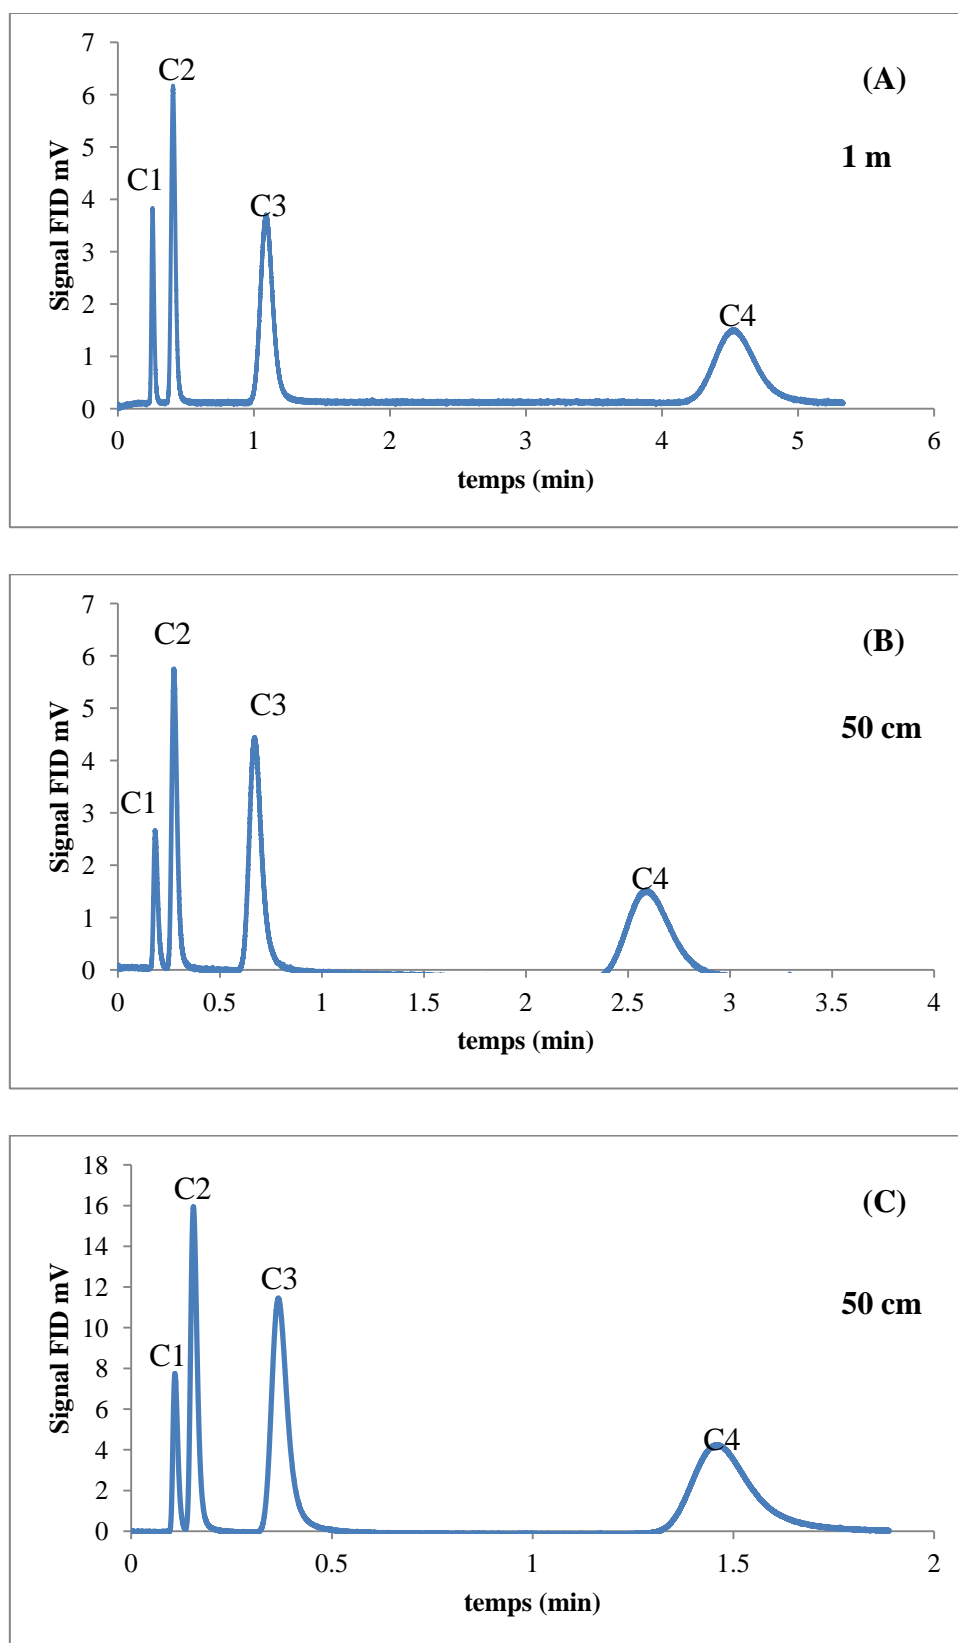 7
6
5
4
3
2
1
0
Signal FID mV
C1
C2
C3
C4
(A)
1 m
0 1 2 3 4 5 6
temps (min)
7
6
5
4
3
2
1
0
Signal FID mV
C1
C2
C3
C4
(B)
50 cm
0 0.5 1 1.5 2 2.5 3 3.5 4
temps (min)
18
16
14
12
10
8
6
4
2
0
Signal FID mV
C1
C2
C3
C4
(C)
50 cm
0 0.5 1 1.5 2
temps (min)